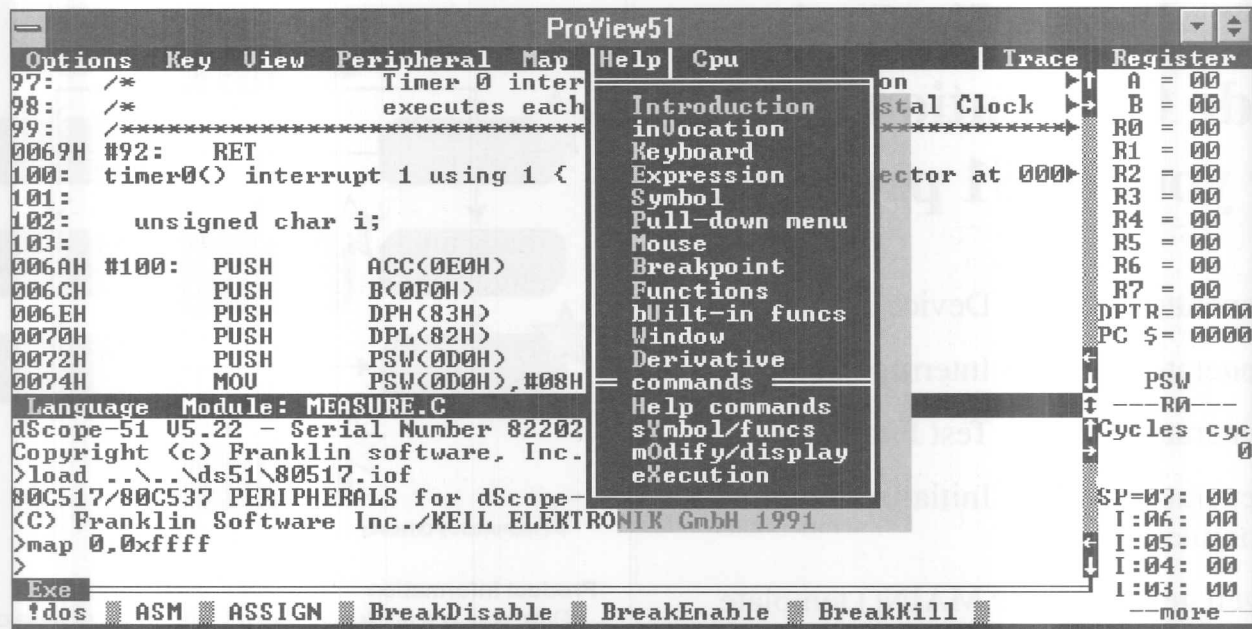 ProView51
Options Key View Peripheral Map Help Cpu Trace Register
97: /* Timer 0 inter on
98: /* executes each stal Clock
99: /******************************* *************
0069H #92: RET
100: timer0() interrupt 1 using 1 { ector at 000
101:
102: unsigned char i;
103:
006AH #100: PUSH ACC(0E0H)
006CH PUSH B(0F0H)
006EH PUSH DPH(83H)
0070H PUSH DPL(82H)
0072H PUSH PSW(0D0H)
0074H MOV PSW(0D0H),#08H
Language Module: MEASURE.C
dScope-51 V5.22 - Serial Number 82202
Copyright (c) Franklin software, Inc.
>load ..\..\ds51\80517.iof
80C517/80C537 PERIPHERALS for dScope-
(C) Franklin Software Inc./KEIL ELEKTRONIK GmbH 1991
>map 0,0xffff
>
Exe
Introduction
inVocation
Keyboard
Expression
Symbol
Pull-down menu
Mouse
Breakpoint
Functions
bUilt-in funcs
Window
Derivative
commands
Help commands
sYmbol/funcs
mOdify/display
eXecution
A = 00
B = 00
R0 = 00
R1 = 00
R2 = 00
R3 = 00
R4 = 00
R5 = 00
R6 = 00
R7 = 00
DPTR= 0000
PC $= 0000
PSW
---R0---
Cycles cyc
0
SP=07: 00
I:06: 00
I:05: 00
I:04: 00
I:03: 00
--more--
!dos ASM ASSIGN BreakDisable BreakEnable BreakKill